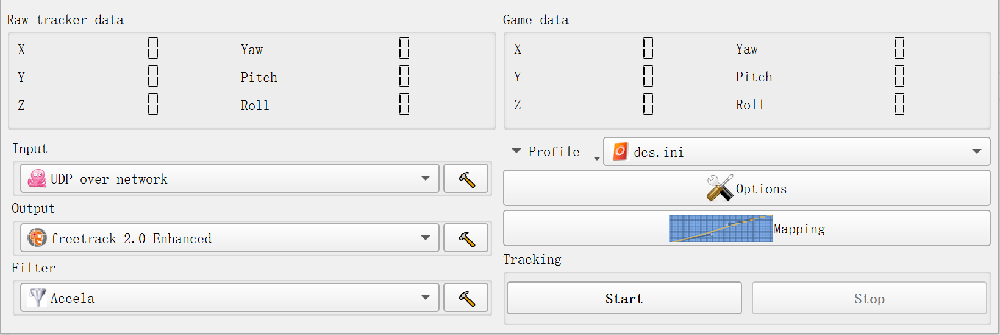 Raw tracker data
X 0 Yaw 0
Y 0 Pitch 0
Z 0 Roll 0
Game data
X 0 Yaw 0
Y 0 Pitch 0
Z 0 Roll 0
Input
UDP over network
Output
freetrack 2.0 Enhanced
Filter
Accela
Profile dcs.ini
Options
Mapping
Tracking
Start Stop